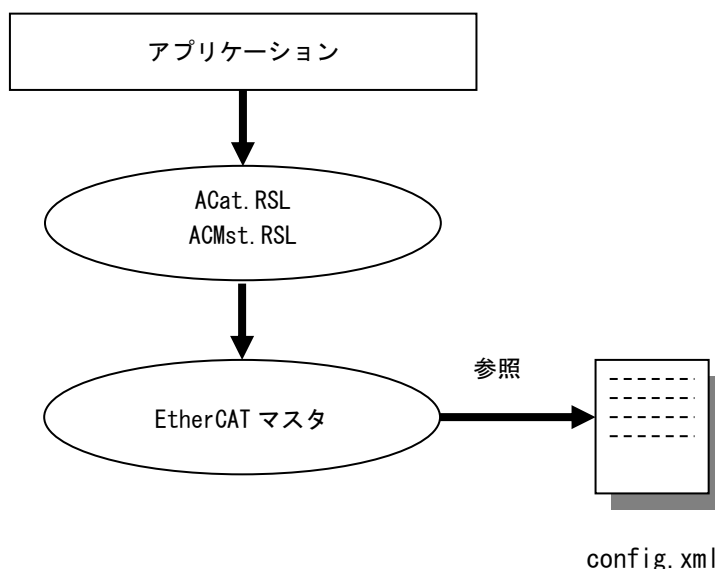 アプリケーション
ACat.RSL
ACMst.RSL
EtherCAT マスタ
参照
config.xml